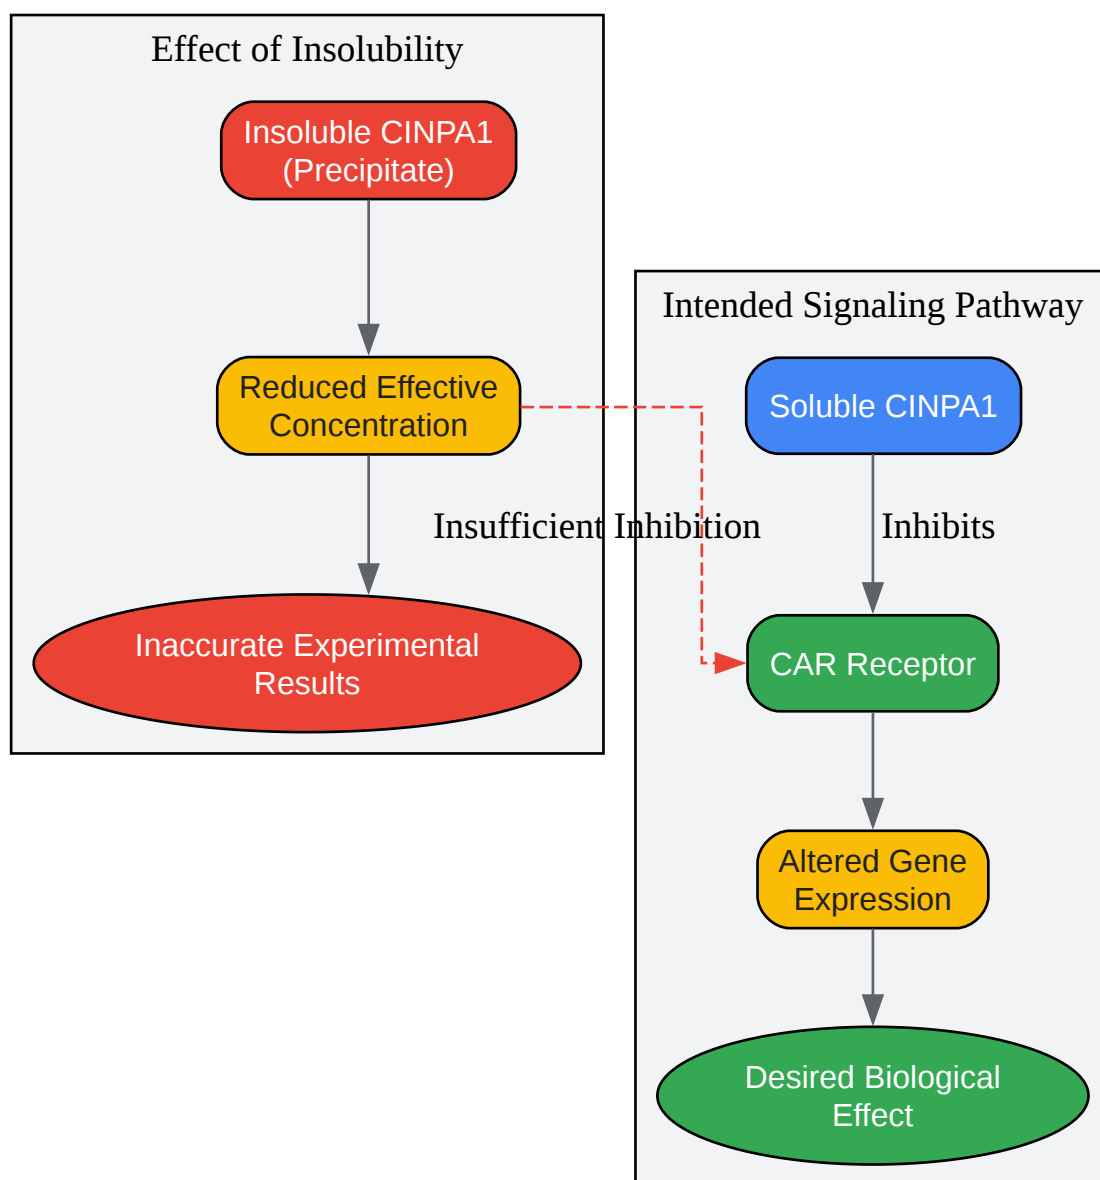 Effect of Insolubility
Insoluble CINPA1
(Precipitate)
Reduced Effective
Concentration
Insufficient Inhibition
Inaccurate Experimental
Results
Intended Signaling Pathway
Soluble CINPA1
Inhibits
CAR Receptor
Altered Gene
Expression
Desired Biological
Effect